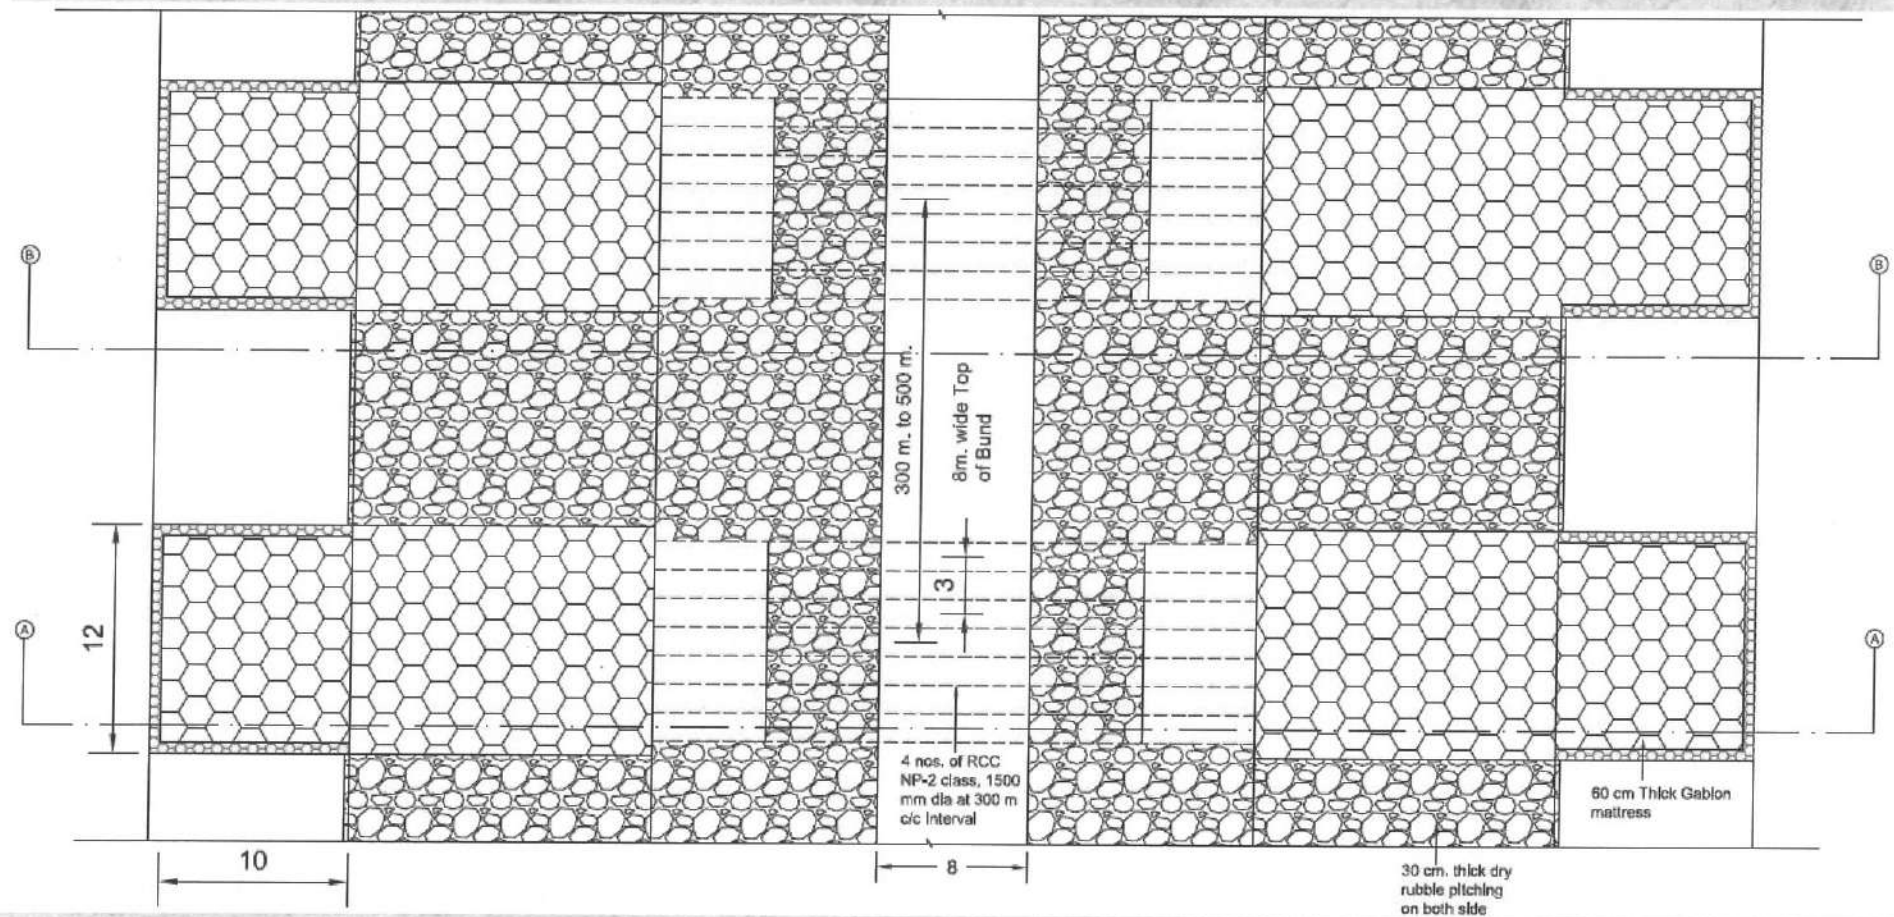 B
B
300 m. to 500 m.
8m. wide Top
of Bund
3
12
A
A
4 nos. of RCC
NP-2 class, 1500
mm dia at 300 m
c/c Interval
60 cm Thick Gabion
mattress
10
8
30 cm. thick dry
rubble pitching
on both side